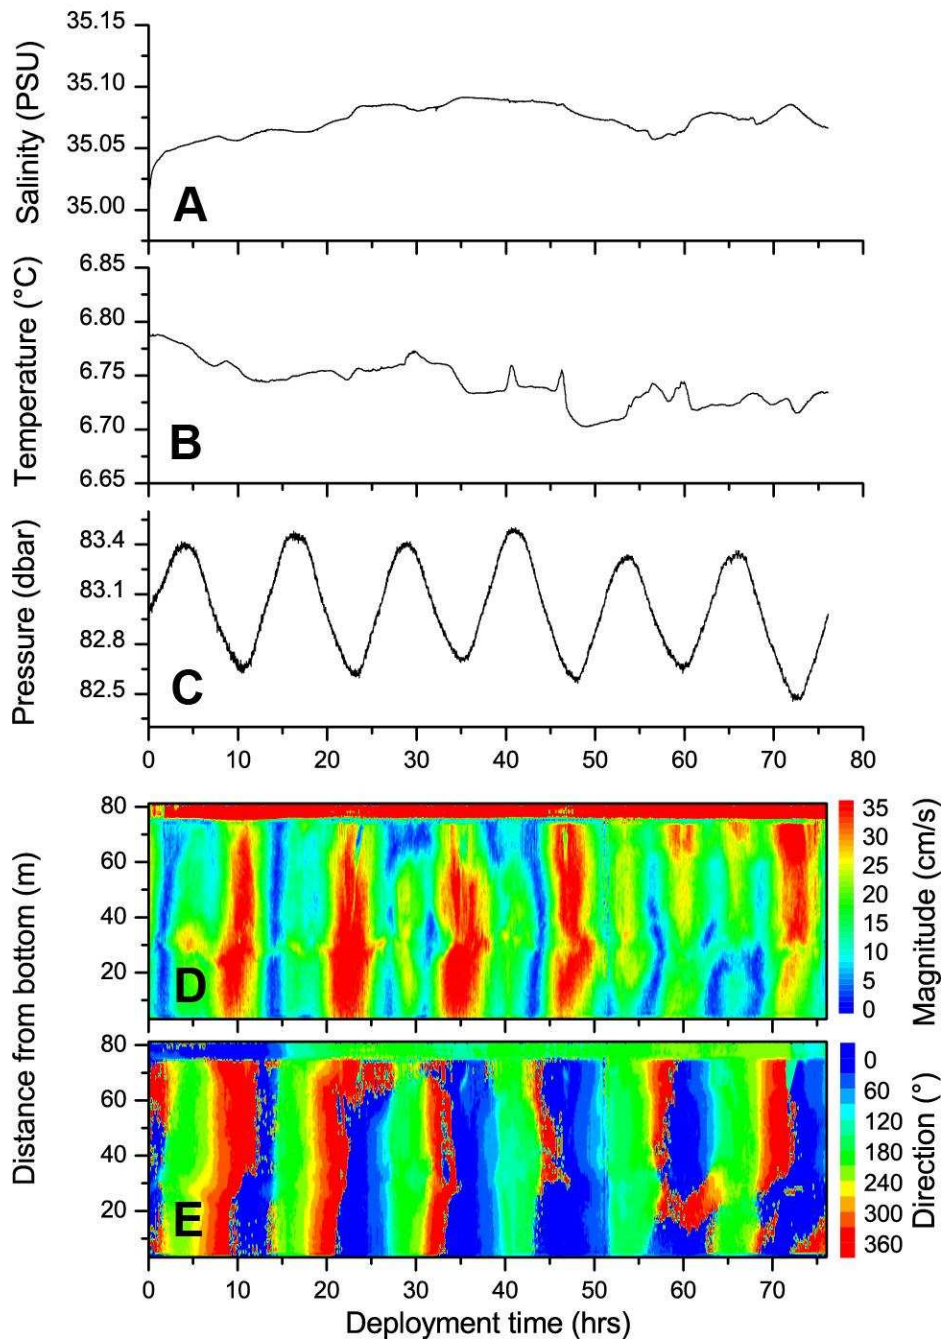 Salinity (PSU)
35.15
35.10
35.05
35.00
A
Temperature (°C)
6.85
6.80
6.75
6.70
6.65
B
Pressure (dbar)
83.4
83.1
82.8
82.5
C
0 10 20 30 40 50 60 70 80
Distance from bottom (m)
80
60
40
20
D
35
30
25
20
15
10
5
0
Magnitude (cm/s)
80
60
40
20
E
0
60
120
180
240
300
360
Direction (°)
0 10 20 30 40 50 60 70
Deployment time (hrs)